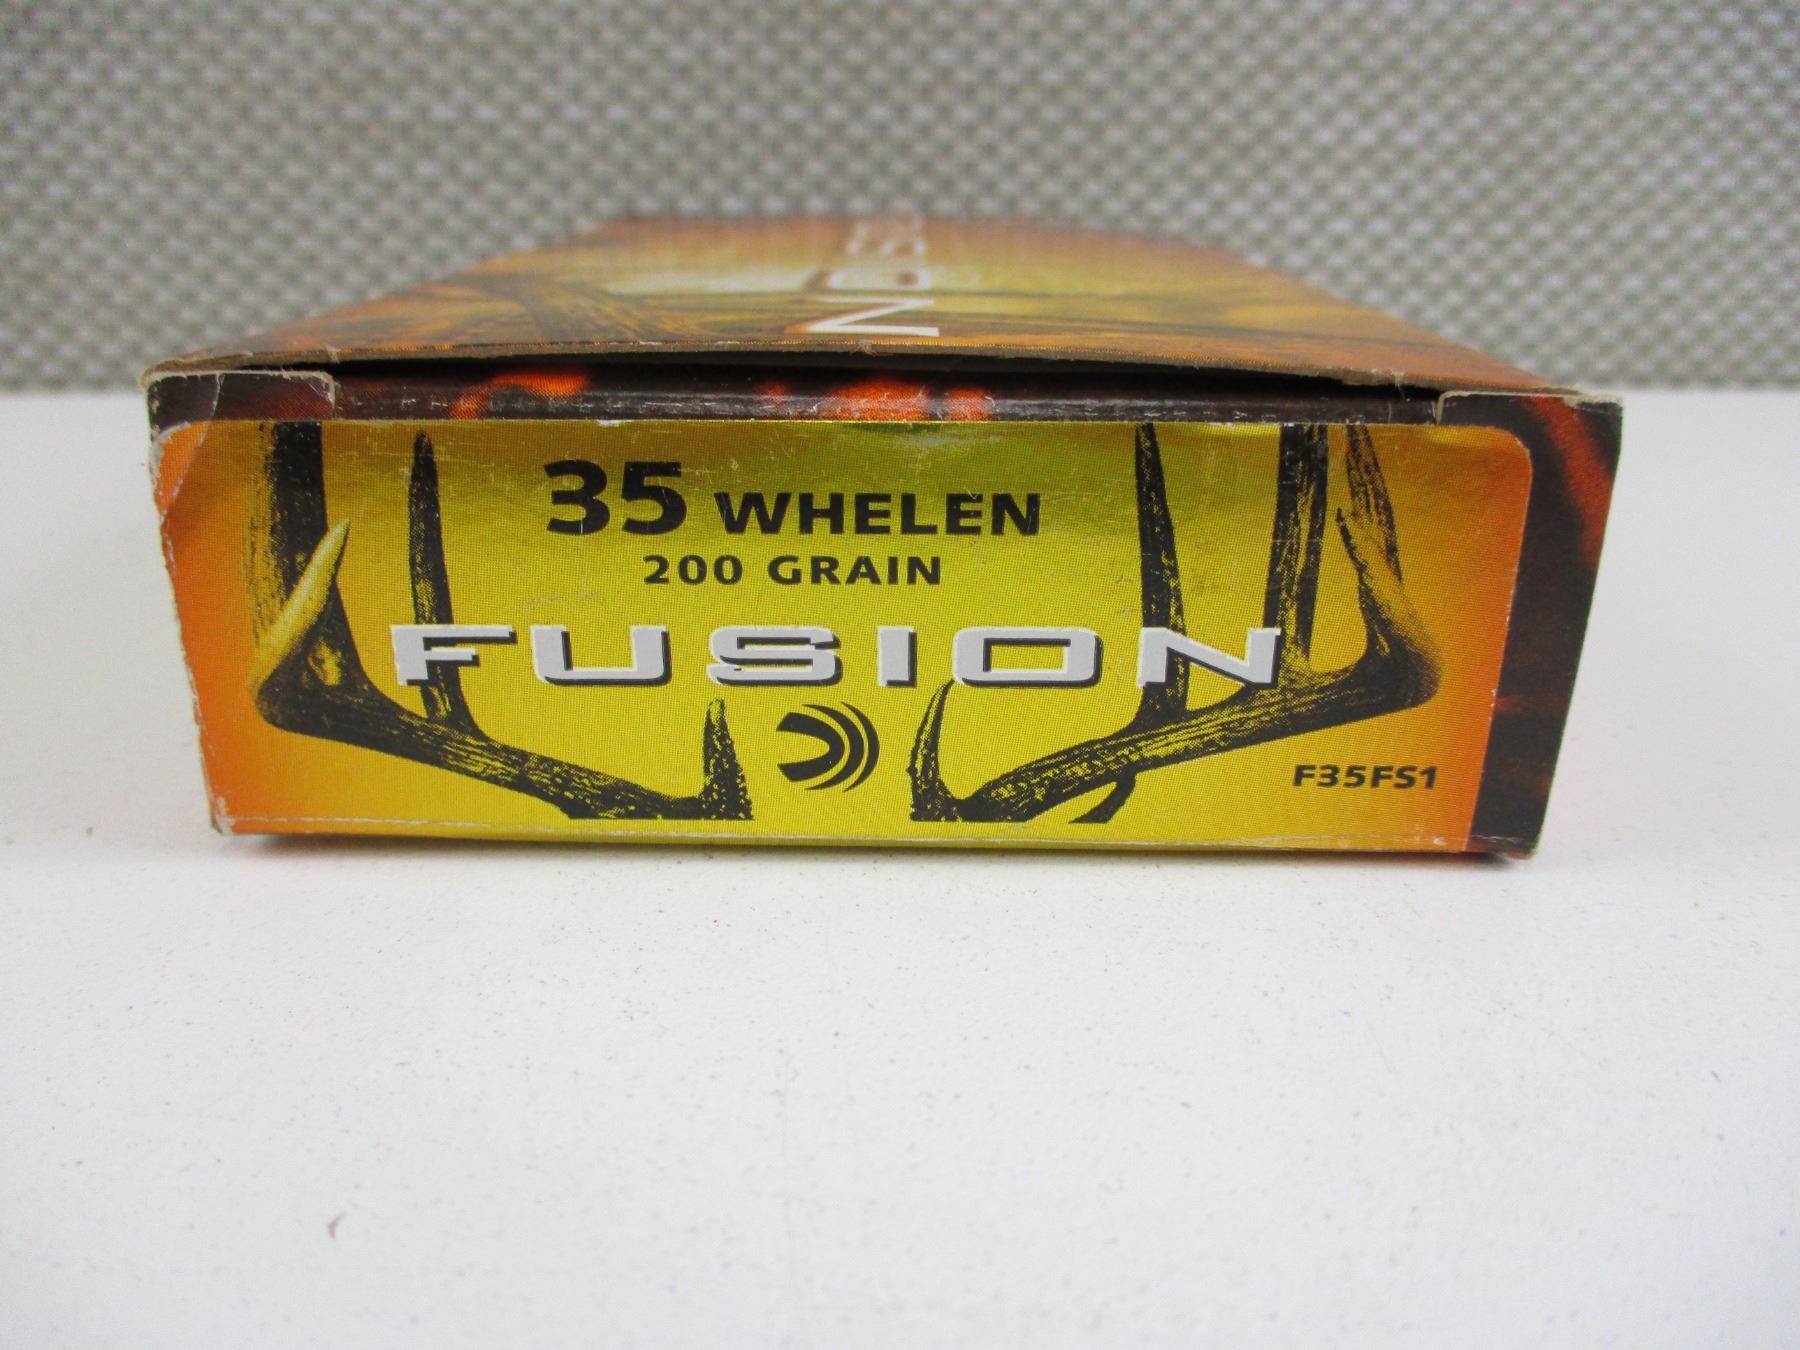 35 WHELEN
200 GRAIN
FUSION
F35FS1